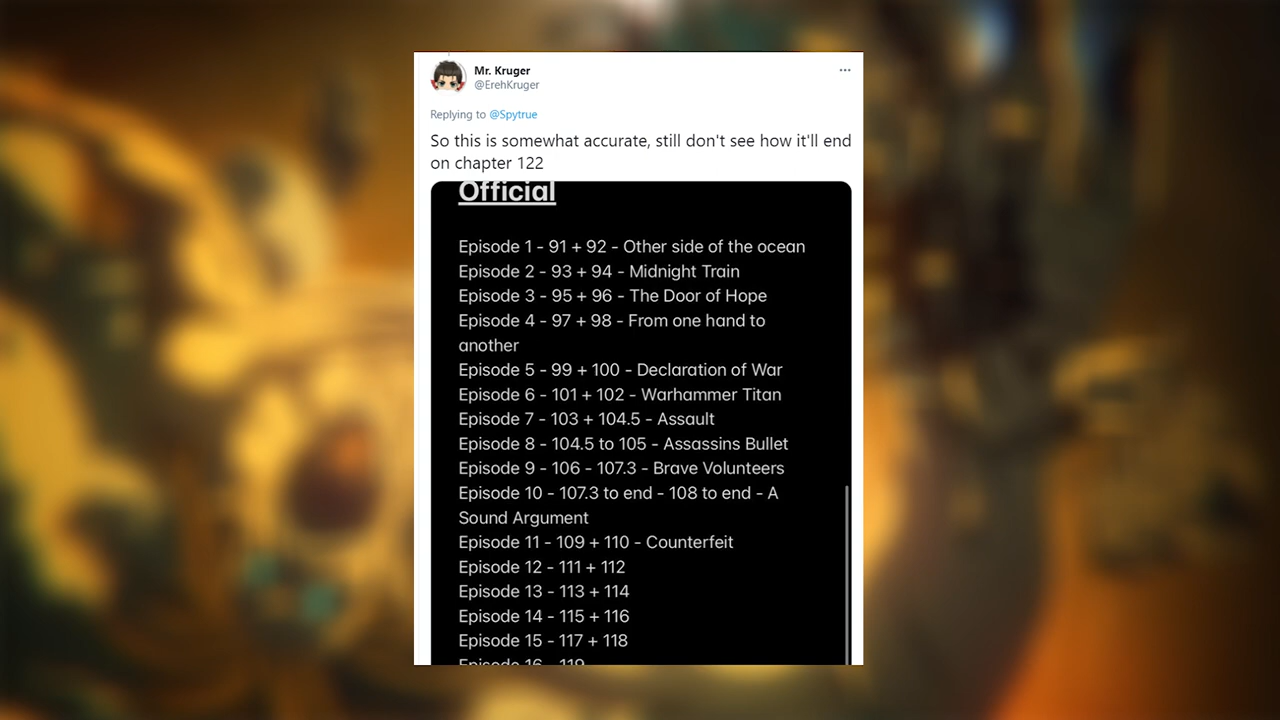 Mr. Kruger
@ErehKruger
Replying to @Spytrue
So this is somewhat accurate, still don't see how it'll end
on chapter 122
Official
Episode 1 - 91 + 92 - Other side of the ocean
Episode 2 - 93 + 94 - Midnight Train
Episode 3 - 95 + 96 - The Door of Hope
Episode 4 - 97 + 98 - From one hand to
another
Episode 5 - 99 + 100 - Declaration of War
Episode 6 - 101 + 102 - Warhammer Titan
Episode 7 - 103 + 104.5 - Assault
Episode 8 - 104.5 to 105 - Assassins Bullet
Episode 9 - 106 - 107.3 - Brave Volunteers
Episode 10 - 107.3 to end - 108 to end - A
Sound Argument
Episode 11 - 109 + 110 - Counterfeit
Episode 12 - 111 + 112
Episode 13 - 113 + 114
Episode 14 - 115 + 116
Episode 15 - 117 + 118
Episode 16 - 119